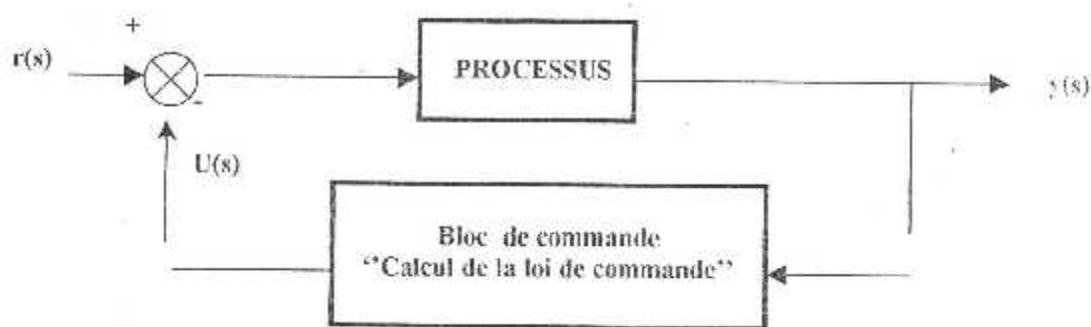 +
r(s)
PROCESSUS
y(s)
-
U(s)
Bloc de commande
‘’Calcul de la loi de commande’’